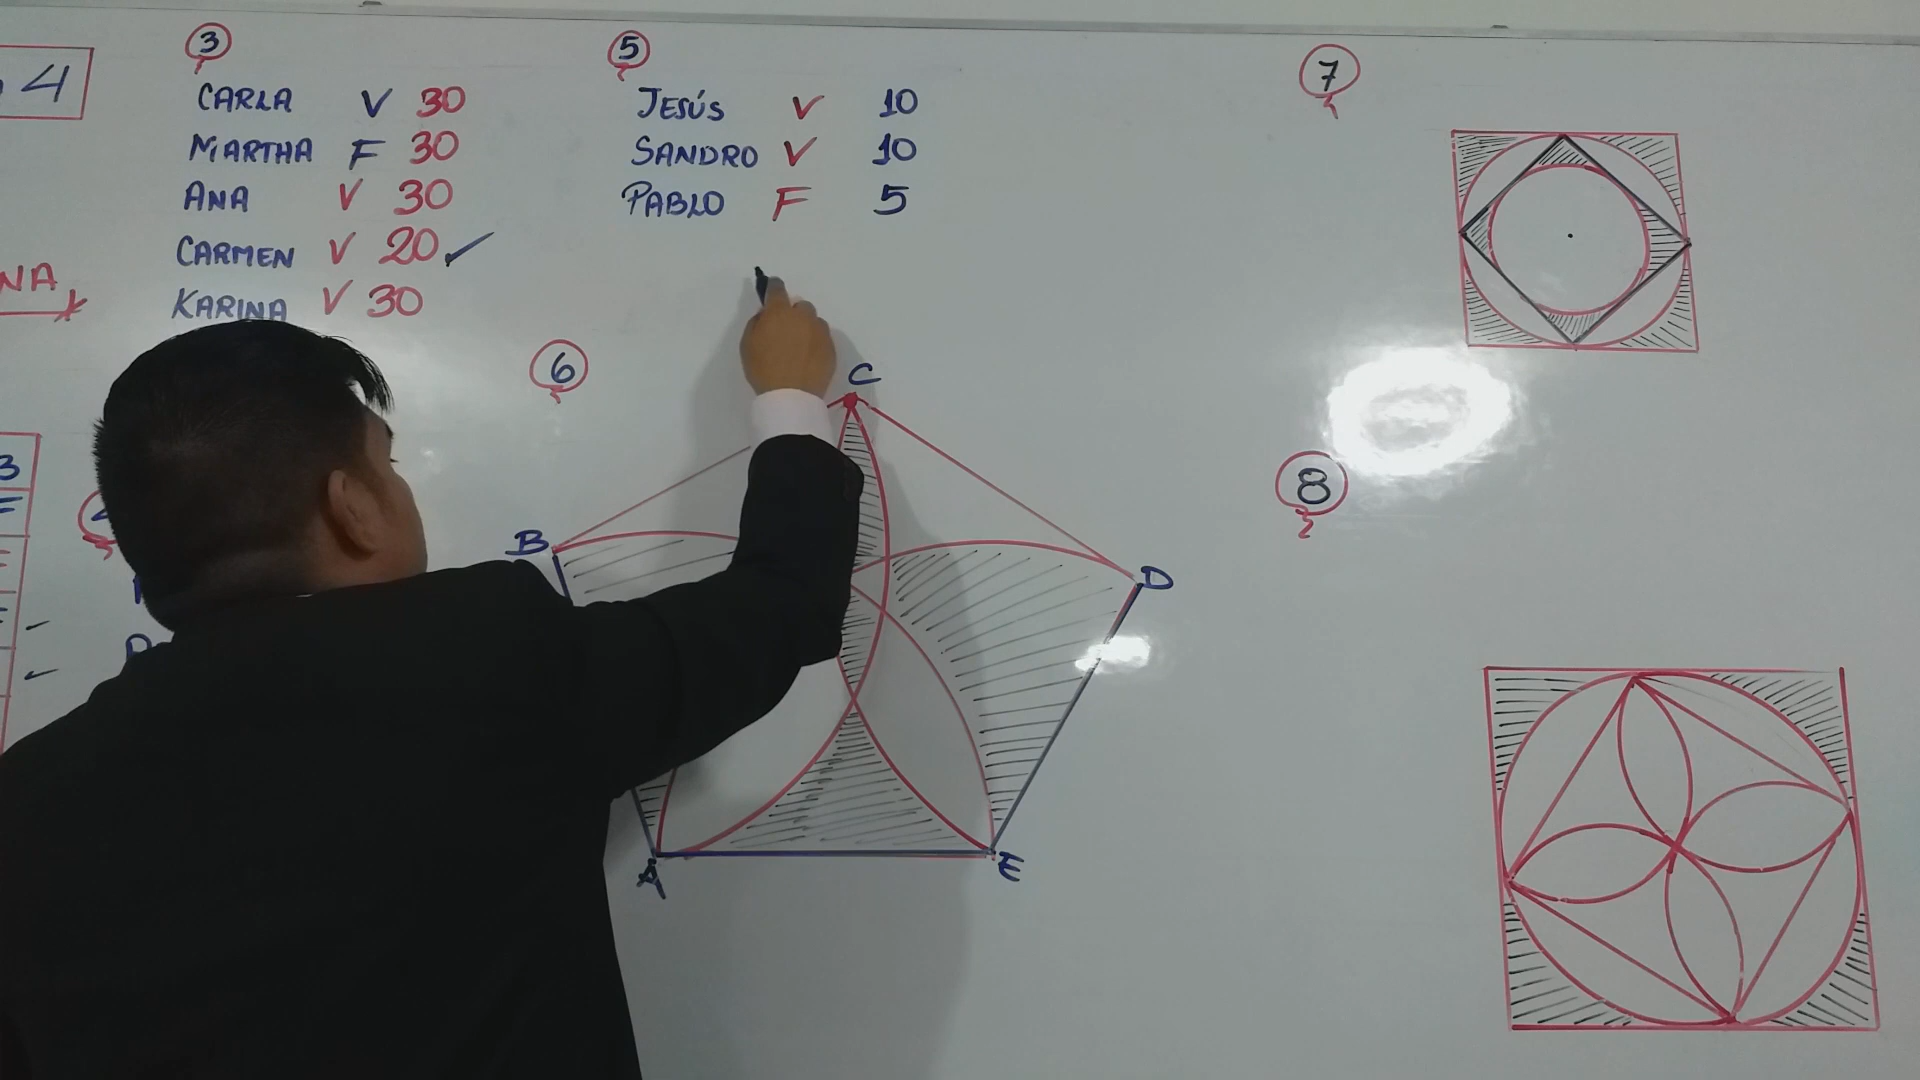 4
NA
3
3
CARLA V 30
MARTHA F 30
ANA V 30
CARMEN V 20 ✓
KARINA V 30
5
JESÚS V 10
SANDRO V 10
PABLO F 5
6
C
B
D
A
E
7
8